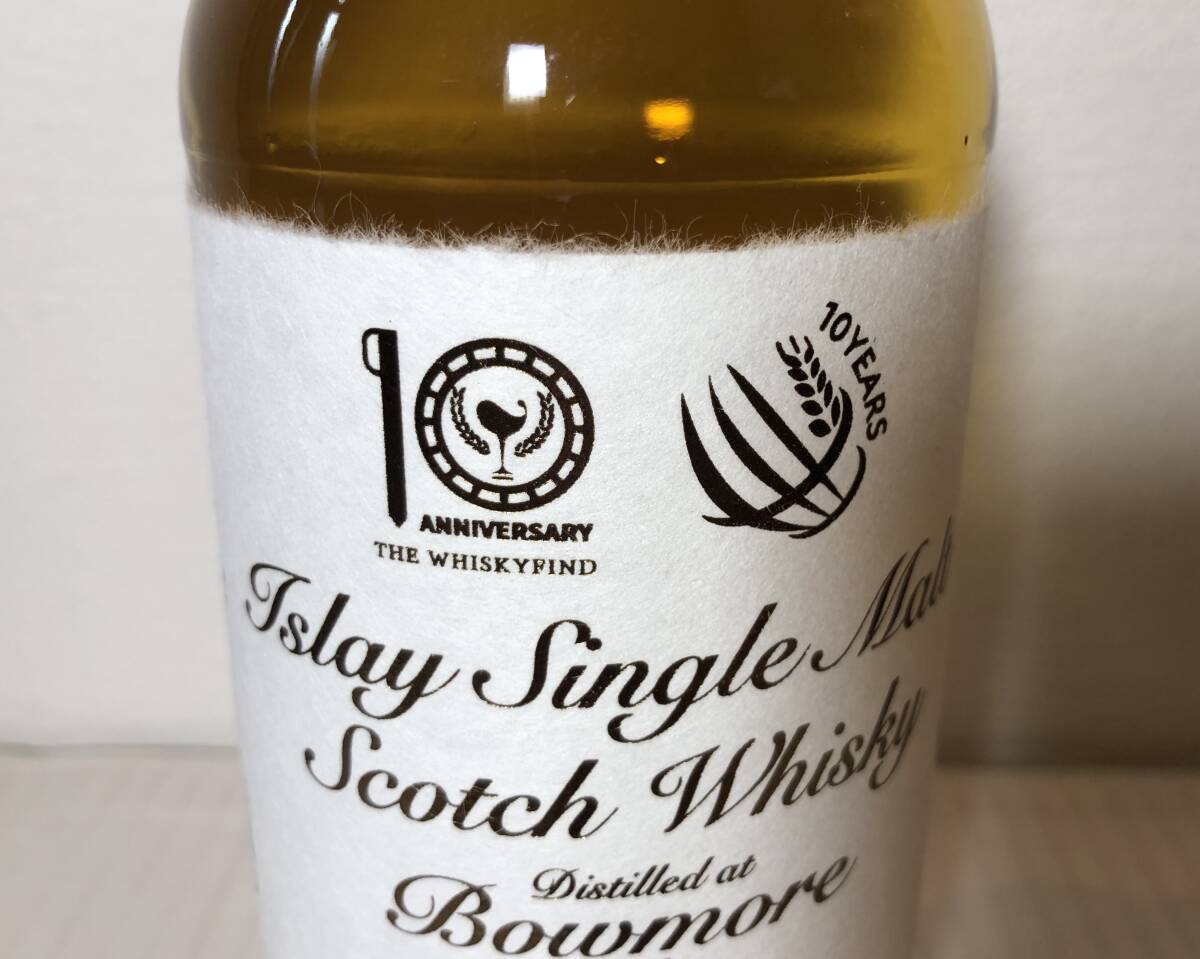 10
ANNIVERSARY
THE WHISKYFIND
10YEARS
Islay Single Malt
Scotch Whisky
Distilled at
Bowmore